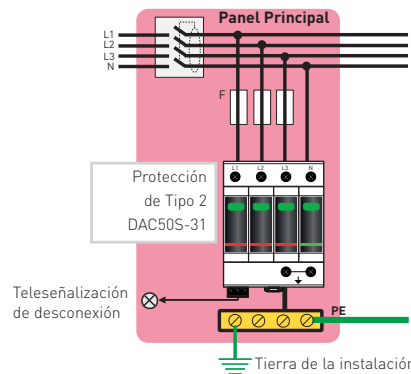 Panel Principal
L1
L2
L3
N
F
L1 L2 L3 N
Protección
de Tipo 2
DAC50S-31
Teleseñalización
de desconexión
PE
Tierra de la instalación